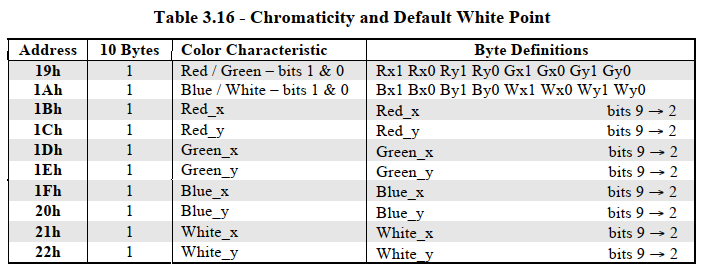 Table 3.16 - Chromaticity and Default White Point
Address 10 Bytes Color Characteristic Byte Definitions
19h 1 Red / Green – bits 1 & 0 Rx1 Rx0 Ry1 Ry0 Gx1 Gx0 Gy1 Gy0
1Ah 1 Blue / White – bits 1 & 0 Bx1 Bx0 By1 By0 Wx1 Wx0 Wy1 Wy0
1Bh 1 Red_x Red_x bits 9 → 2
1Ch 1 Red_y Red_y bits 9 → 2
1Dh 1 Green_x Green_x bits 9 → 2
1Eh 1 Green_y Green_y bits 9 → 2
1Fh 1 Blue_x Blue_x bits 9 → 2
20h 1 Blue_y Blue_y bits 9 → 2
21h 1 White_x White_x bits 9 → 2
22h 1 White_y White_y bits 9 → 2